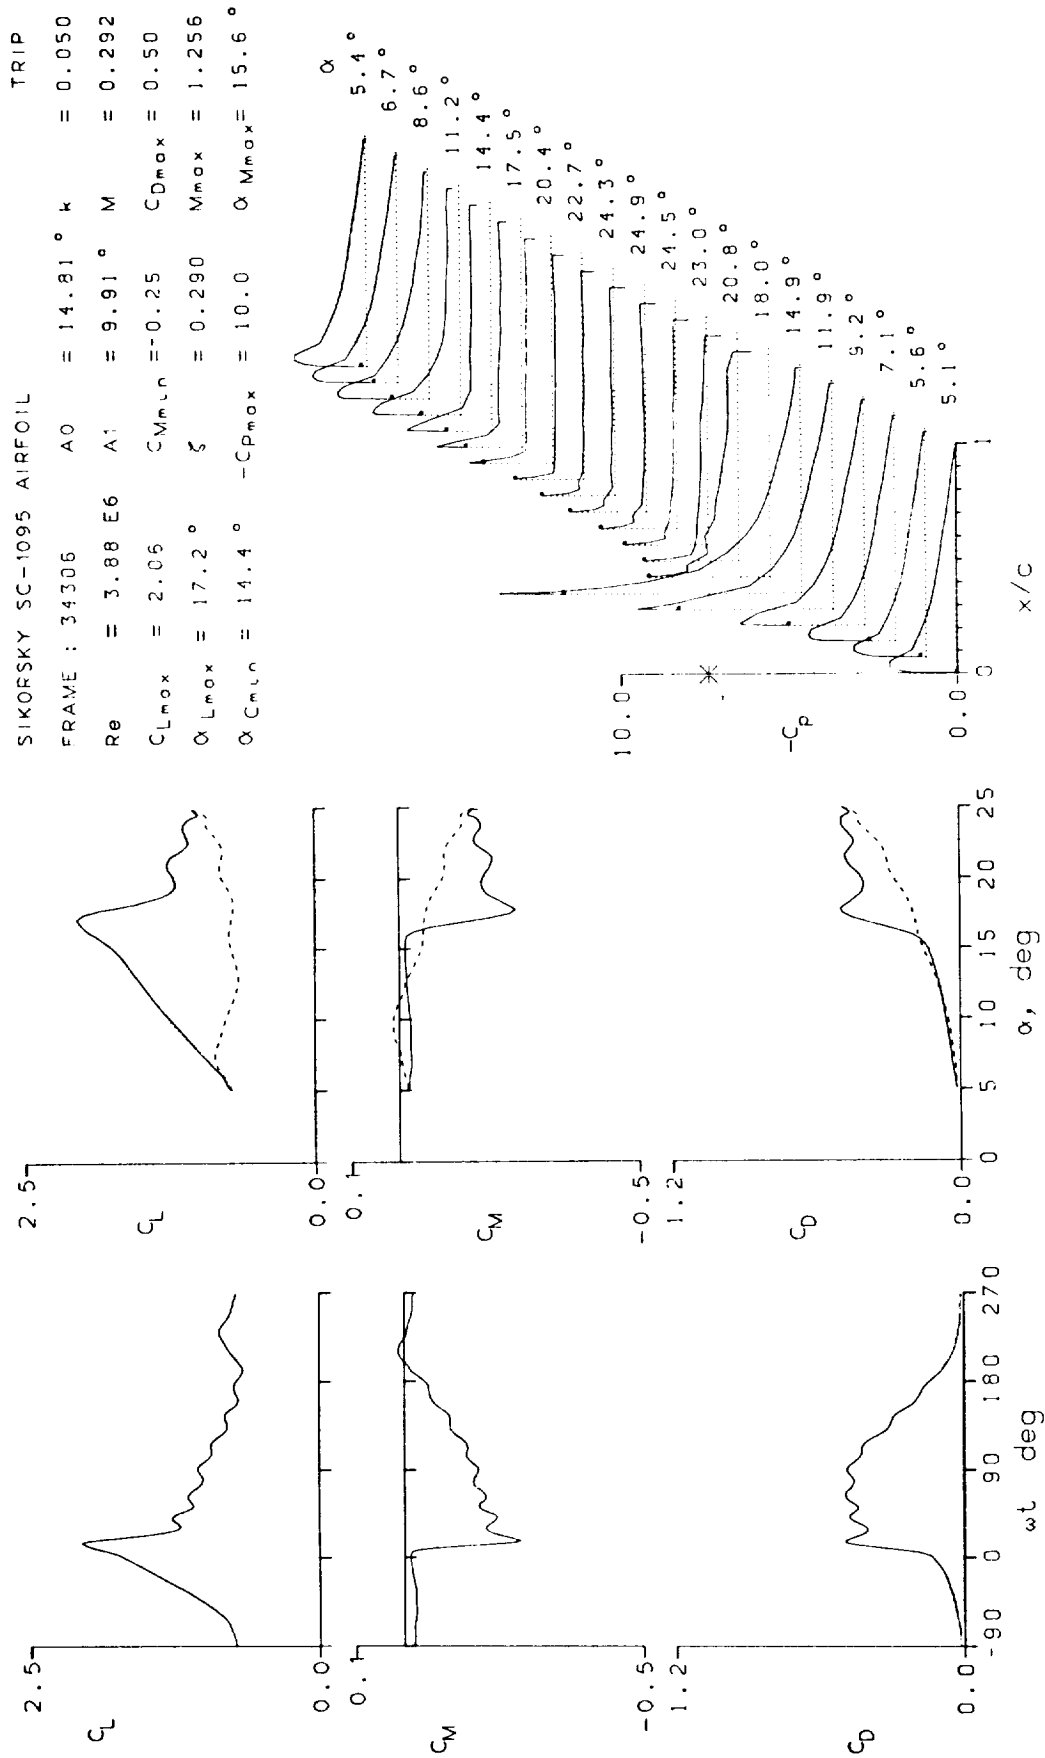 SIKORSKY SC-1095 AIRFOIL TRIP
FRAME : 34306 A0 = 14.81° k = 0.050
Re = 3.88 E6 A1 = 9.91° M = 0.292
CLmax = 2.06 CMmin =-0.25 CDmax = 0.50
αLmax = 17.2° ζ = 0.290 Mmax = 1.256
αCmin = 14.4° -CPmax = 10.0 αMmax = 15.6°
2.5
CL
0.0
0.1
CM
-0.5
1.2
CD
0.0
-90 0 90 180 270
ωt deg
2.5
CL
0.0
0.1
CM
-0.5
1.2
CD
0.0
0 5 10 15 20 25
α, deg
α
5.4°
6.7°
8.6°
11.2°
14.4°
17.5°
20.4°
22.7°
24.3°
24.9°
24.5°
23.0°
20.8°
18.0°
14.9°
11.9°
9.2°
7.1°
5.6°
5.1°
10.0
-Cp
0.0
0 1
x/c